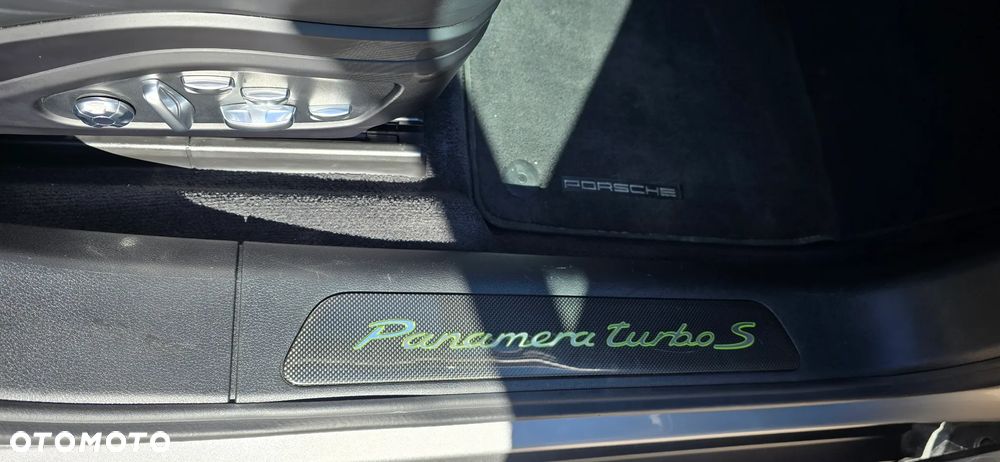 PORSCHE
Panamera turbo S
OTOMOTO